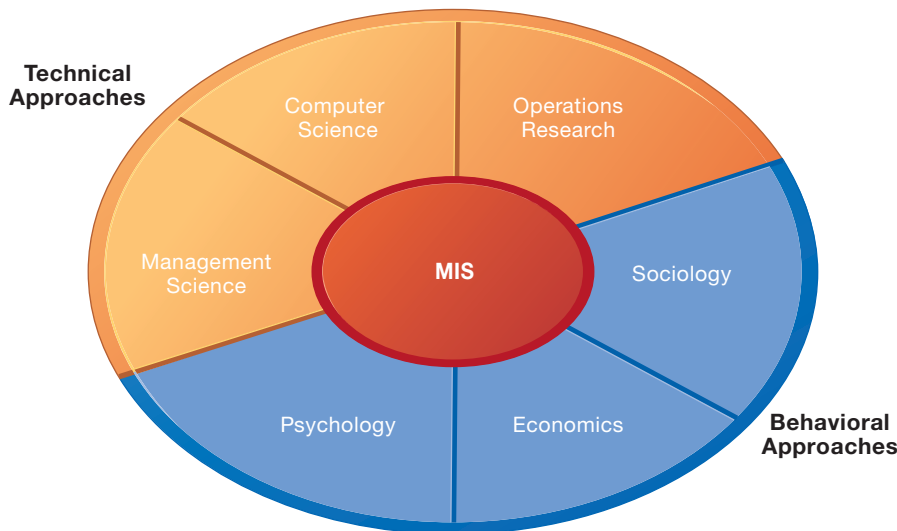 Technical
Approaches
Computer
Science
Operations
Research
Management
Science
MIS
Sociology
Psychology
Economics
Behavioral
Approaches